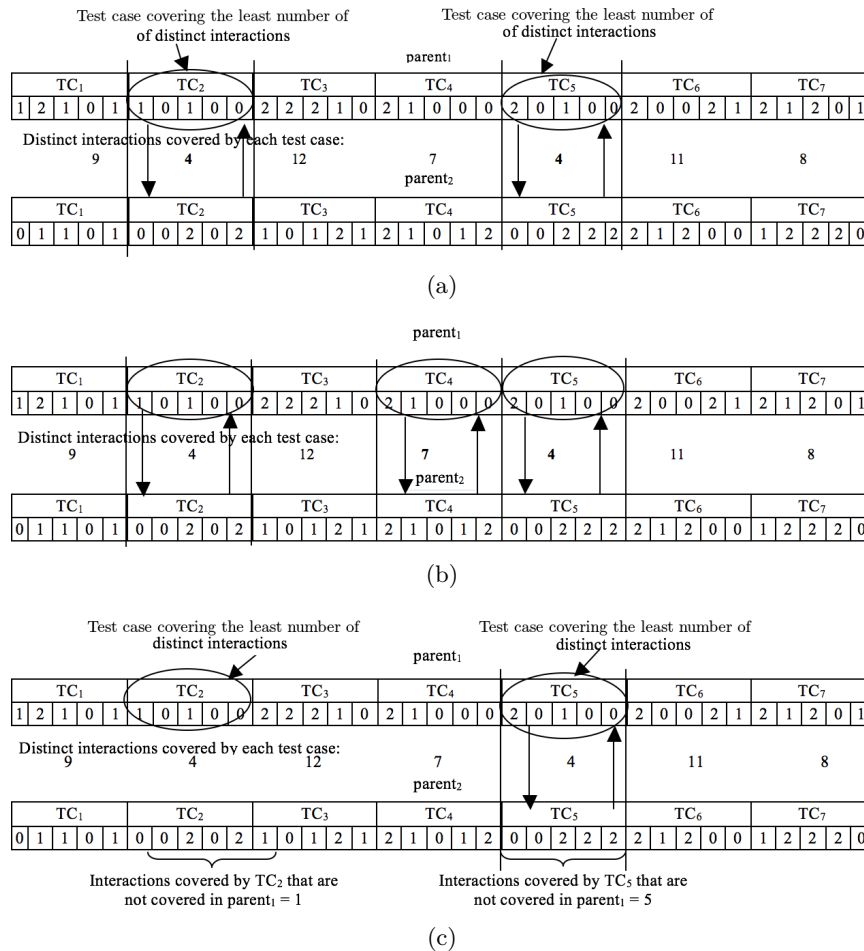 Test case covering the least number of
of distinct interactions
Test case covering the least number of
of distinct interactions
parent1
TC1 TC2 TC3 TC4 TC5 TC6 TC7
1 2 1 0 1 1 0 1 0 0 2 2 2 1 0 2 1 0 0 0 2 0 1 0 0 2 0 0 2 1 2 1 2 0 1
Distinct interactions covered by each test case:
9 4 12 7 4 11 8
parent2
TC1 TC2 TC3 TC4 TC5 TC6 TC7
0 1 1 0 1 0 0 2 0 2 1 0 1 2 1 2 1 0 1 2 0 0 2 2 2 2 1 2 0 0 1 2 2 2 0
(a)
parent1
TC1 TC2 TC3 TC4 TC5 TC6 TC7
1 2 1 0 1 1 0 1 0 0 2 2 2 1 0 2 1 0 0 0 2 0 1 0 0 2 0 0 2 1 2 1 2 0 1
Distinct interactions covered by each test case:
9 4 12 7 4 11 8
parent2
TC1 TC2 TC3 TC4 TC5 TC6 TC7
0 1 1 0 1 0 0 2 0 2 1 0 1 2 1 2 1 0 1 2 0 0 2 2 2 2 1 2 0 0 1 2 2 2 0
(b)
Test case covering the least number of
distinct interactions
Test case covering the least number of
distinct interactions
parent1
TC1 TC2 TC3 TC4 TC5 TC6 TC7
1 2 1 0 1 1 0 1 0 0 2 2 2 1 0 2 1 0 0 0 2 0 1 0 0 2 0 0 2 1 2 1 2 0 1
Distinct interactions covered by each test case:
9 4 12 7 4 11 8
parent2
TC1 TC2 TC3 TC4 TC5 TC6 TC7
0 1 1 0 1 0 0 2 0 2 1 0 1 2 1 2 1 0 1 2 0 0 2 2 2 2 1 2 0 0 1 2 2 2 0
Interactions covered by TC2 that are
not covered in parent1 = 1
Interactions covered by TC5 that are
not covered in parent1 = 5
(c)